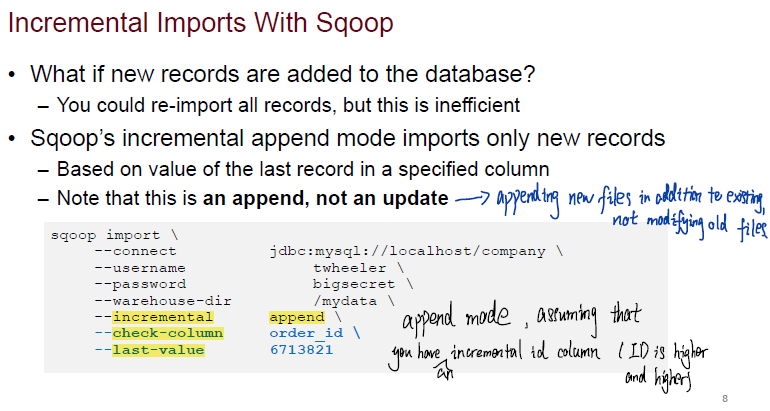 Incremental Imports With Sqoop
• What if new records are added to the database?
– You could re-import all records, but this is inefficient
• Sqoop's incremental append mode imports only new records
– Based on value of the last record in a specified column
– Note that this is an append, not an update → appending new files in addition to existing,
not modifying old files
sqoop import \
--connect jdbc:mysql://localhost/company \
--username twheeler \
--password bigsecret \
--warehouse-dir /mydata \
--incremental append \
--check-column order_id \
--last-value 6713821
append mode, assuming that
you have an incremental id column (ID is higher
and higher)
8